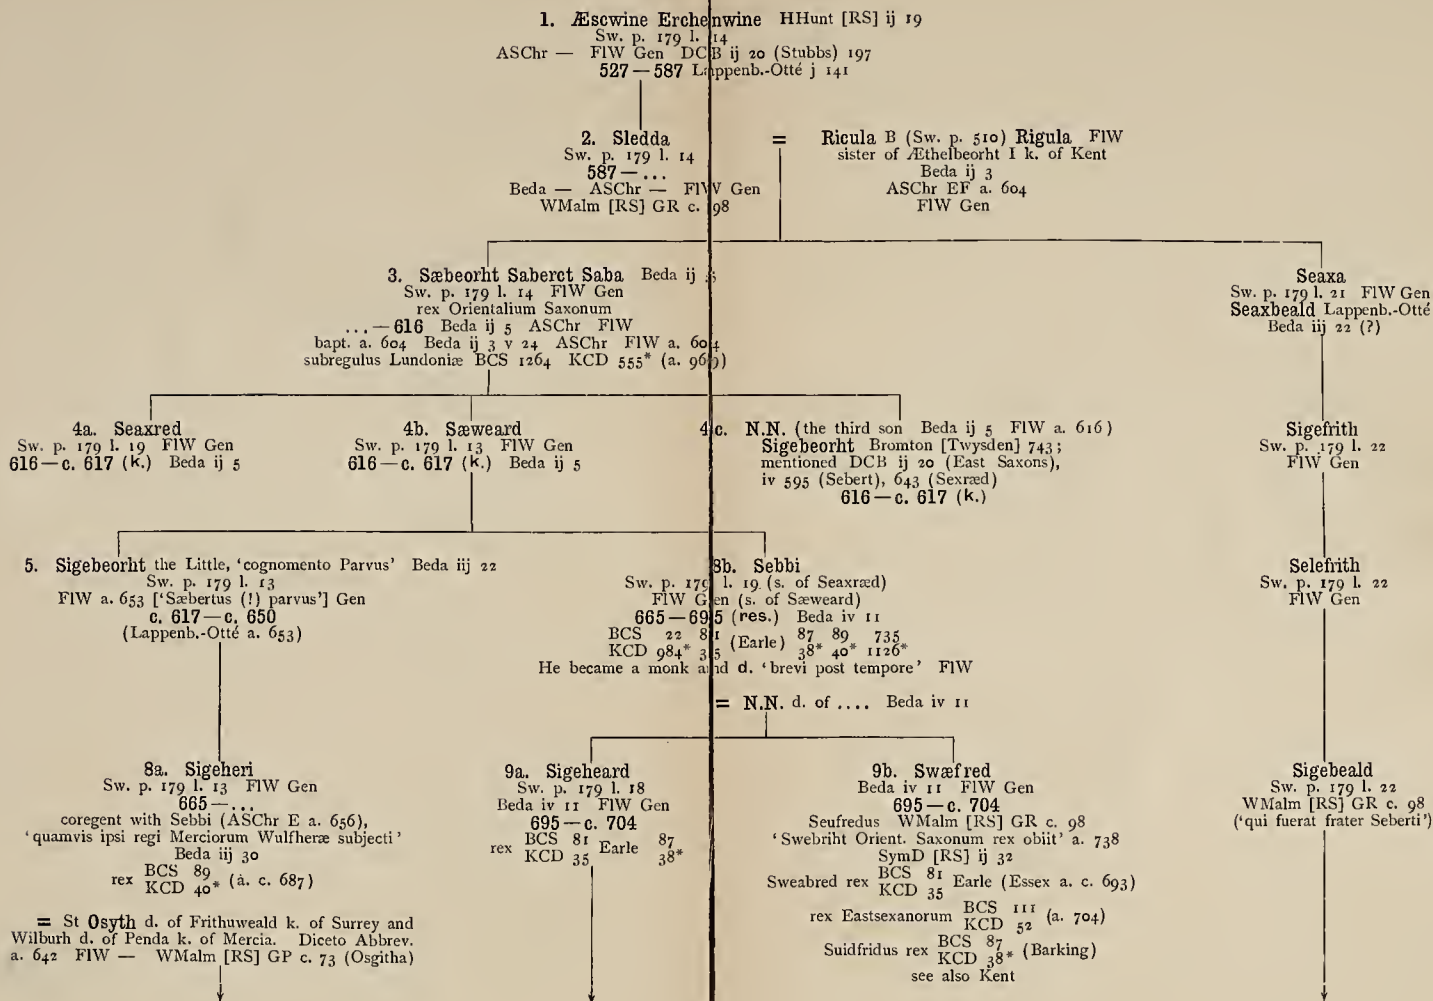 1. Æscwine Erchenwine HHunt [RS] ij 19
Sw. p. 179 l. 14
ASChr — FlW Gen DCB ij 20 (Stubbs) 197
527—587 Lappenb.-Otté j 141
2. Sledda
Sw. p. 179 l. 14
587—...
Beda — ASChr — FlW Gen
WMalm [RS] GR c. 98
=
Ricula B (Sw. p. 510) Rigula FlW
sister of Æthelbeorht I k. of Kent
Beda ij 3
ASChr EF a. 604
FlW Gen
3. Sæbeorht Saberct Saba Beda ij
Sw. p. 179 l. 14 FlW Gen
rex Orientalium Saxonum
...—616 Beda ij 5 ASChr FlW
bapt. a. 604 Beda ij 3 v 24 ASChr FlW a. 604
subregulus Lundoniæ BCS 1264 KCD 555* (a. 969)
Seaxa
Sw. p. 179 l. 21 FlW Gen
Seaxbeald Lappenb.-Otté
Beda iij 22 (?)
4a. Seaxred
Sw. p. 179 l. 19 FlW Gen
616—c. 617 (k.) Beda ij 5
4b. Sæweard
Sw. p. 179 l. 13 FlW Gen
616—c. 617 (k.) Beda ij 5
4c. N.N. (the third son Beda ij 5 FlW a. 616)
Sigebeorht Bromton [Twysden] 743;
mentioned DCB ij 20 (East Saxons),
iv 595 (Sebert), 643 (Sexræd)
616—c. 617 (k.)
Sigefrith
Sw. p. 179 l. 22
FlW Gen
5. Sigebeorht the Little, ‘cognomento Parvus’ Beda iij 22
Sw. p. 179 l. 13
FlW a. 653 [‘Sæbertus (!) parvus’] Gen
c. 617—c. 650
(Lappenb.-Otté a. 653)
8b. Sebbi
Sw. p. 179 l. 19 (s. of Seaxræd)
FlW Gen (s. of Sæweard)
665—695 (res.) Beda iv 11
BCS 22 81 (Earle) 87 89 735
KCD 984* 35 38* 40* 1126*
He became a monk and d. ‘brevi post tempore’ FlW
= N.N. d. of .... Beda iv 11
Selefrith
Sw. p. 179 l. 22
FlW Gen
8a. Sigeheri
Sw. p. 179 l. 13 FlW Gen
665—...
coregent with Sebbi (ASChr E a. 656),
‘quamvis ipsi regi Merciorum Wulfheræ subjecti’
Beda iij 30
rex BCS 89 (a. c. 687)
KCD 40*
= St Osyth d. of Frithuweald k. of Surrey and
Wilburh d. of Penda k. of Mercia. Diceto Abbrev.
a. 642 FlW — WMalm [RS] GP c. 73 (Osgitha)
9a. Sigeheard
Sw. p. 179 l. 18
Beda iv 11 FlW Gen
695—c. 704
rex BCS 81 Earle 87
KCD 35 38*
9b. Swæfred
Beda iv 11 FlW Gen
695—c. 704
Seufredus WMalm [RS] GR c. 98
‘Swebriht Orient. Saxonum rex obiit’ a. 738
SymD [RS] ij 32
Sweabred rex BCS 81 Earle (Essex a. c. 693)
KCD 35
rex Eastsexanorum BCS 111 (a. 704)
KCD 52
Suidfridus rex BCS 87 (Barking)
KCD 38*
see also Kent
Sigebeald
Sw. p. 179 l. 22
WMalm [RS] GR c. 98
(‘qui fuerat frater Seberti’)